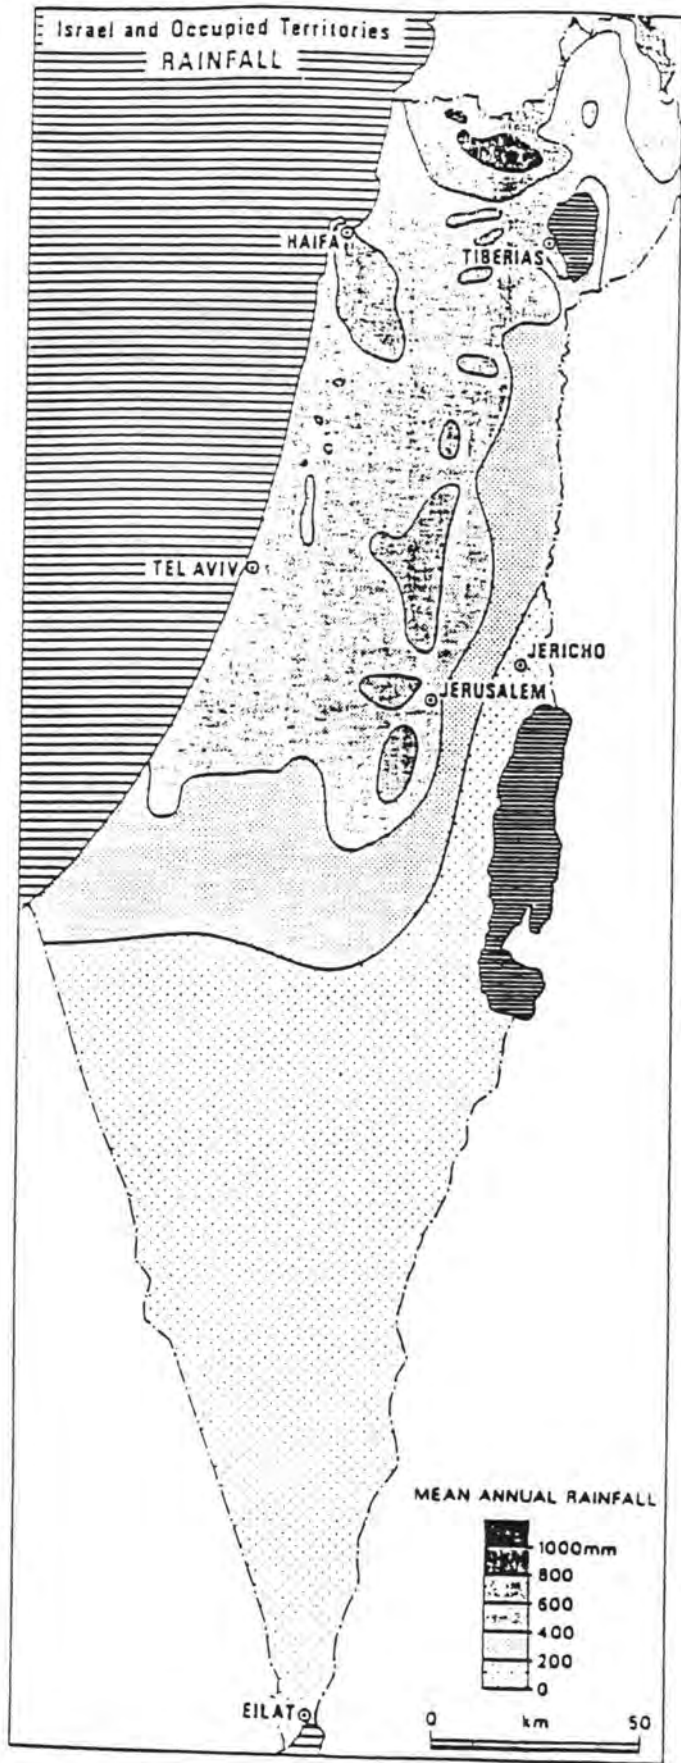 Israel and Occupied Territories
RAINFALL
HAIFA
TIBERIAS
TEL AVIV
JERICHO
JERUSALEM
MEAN ANNUAL RAINFALL
1000mm
800
600
400
200
0
EILAT
0 km 50